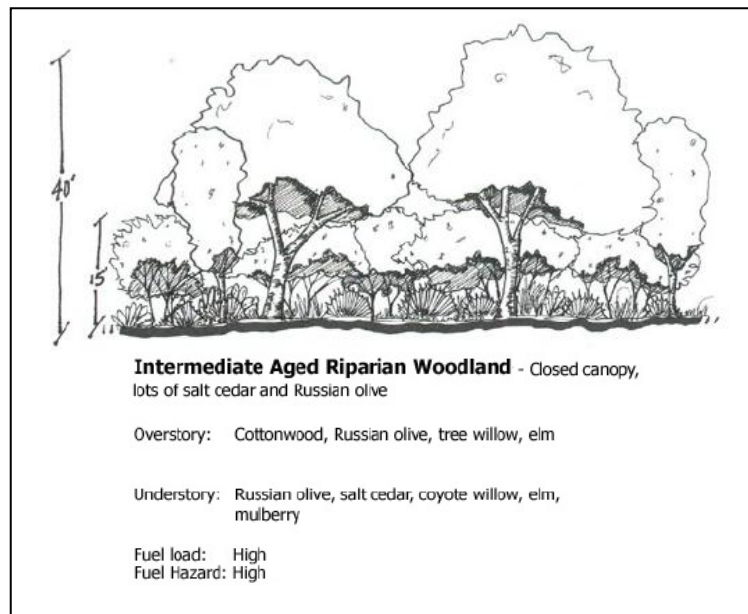 40'
15
Intermediate Aged Riparian Woodland - Closed canopy,
lots of salt cedar and Russian olive
Overstory: Cottonwood, Russian olive, tree willow, elm
Understory: Russian olive, salt cedar, coyote willow, elm,
mulberry
Fuel load: High
Fuel Hazard: High